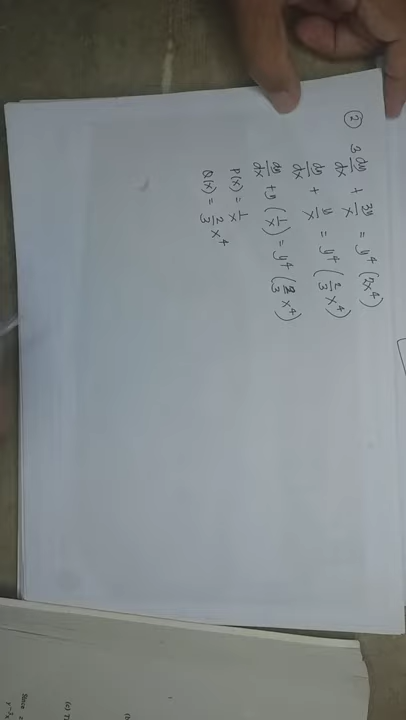 ② 3 dy/dx + 3y/x = y⁴ (2x⁴)
dy/dx + y/x = y⁴ (2/3 x⁴)
dy/dx + y (1/x) = y⁴ (2/3 x⁴)
P(x) = 1/x
Q(x) = 2/3 x⁴
Since
(c)